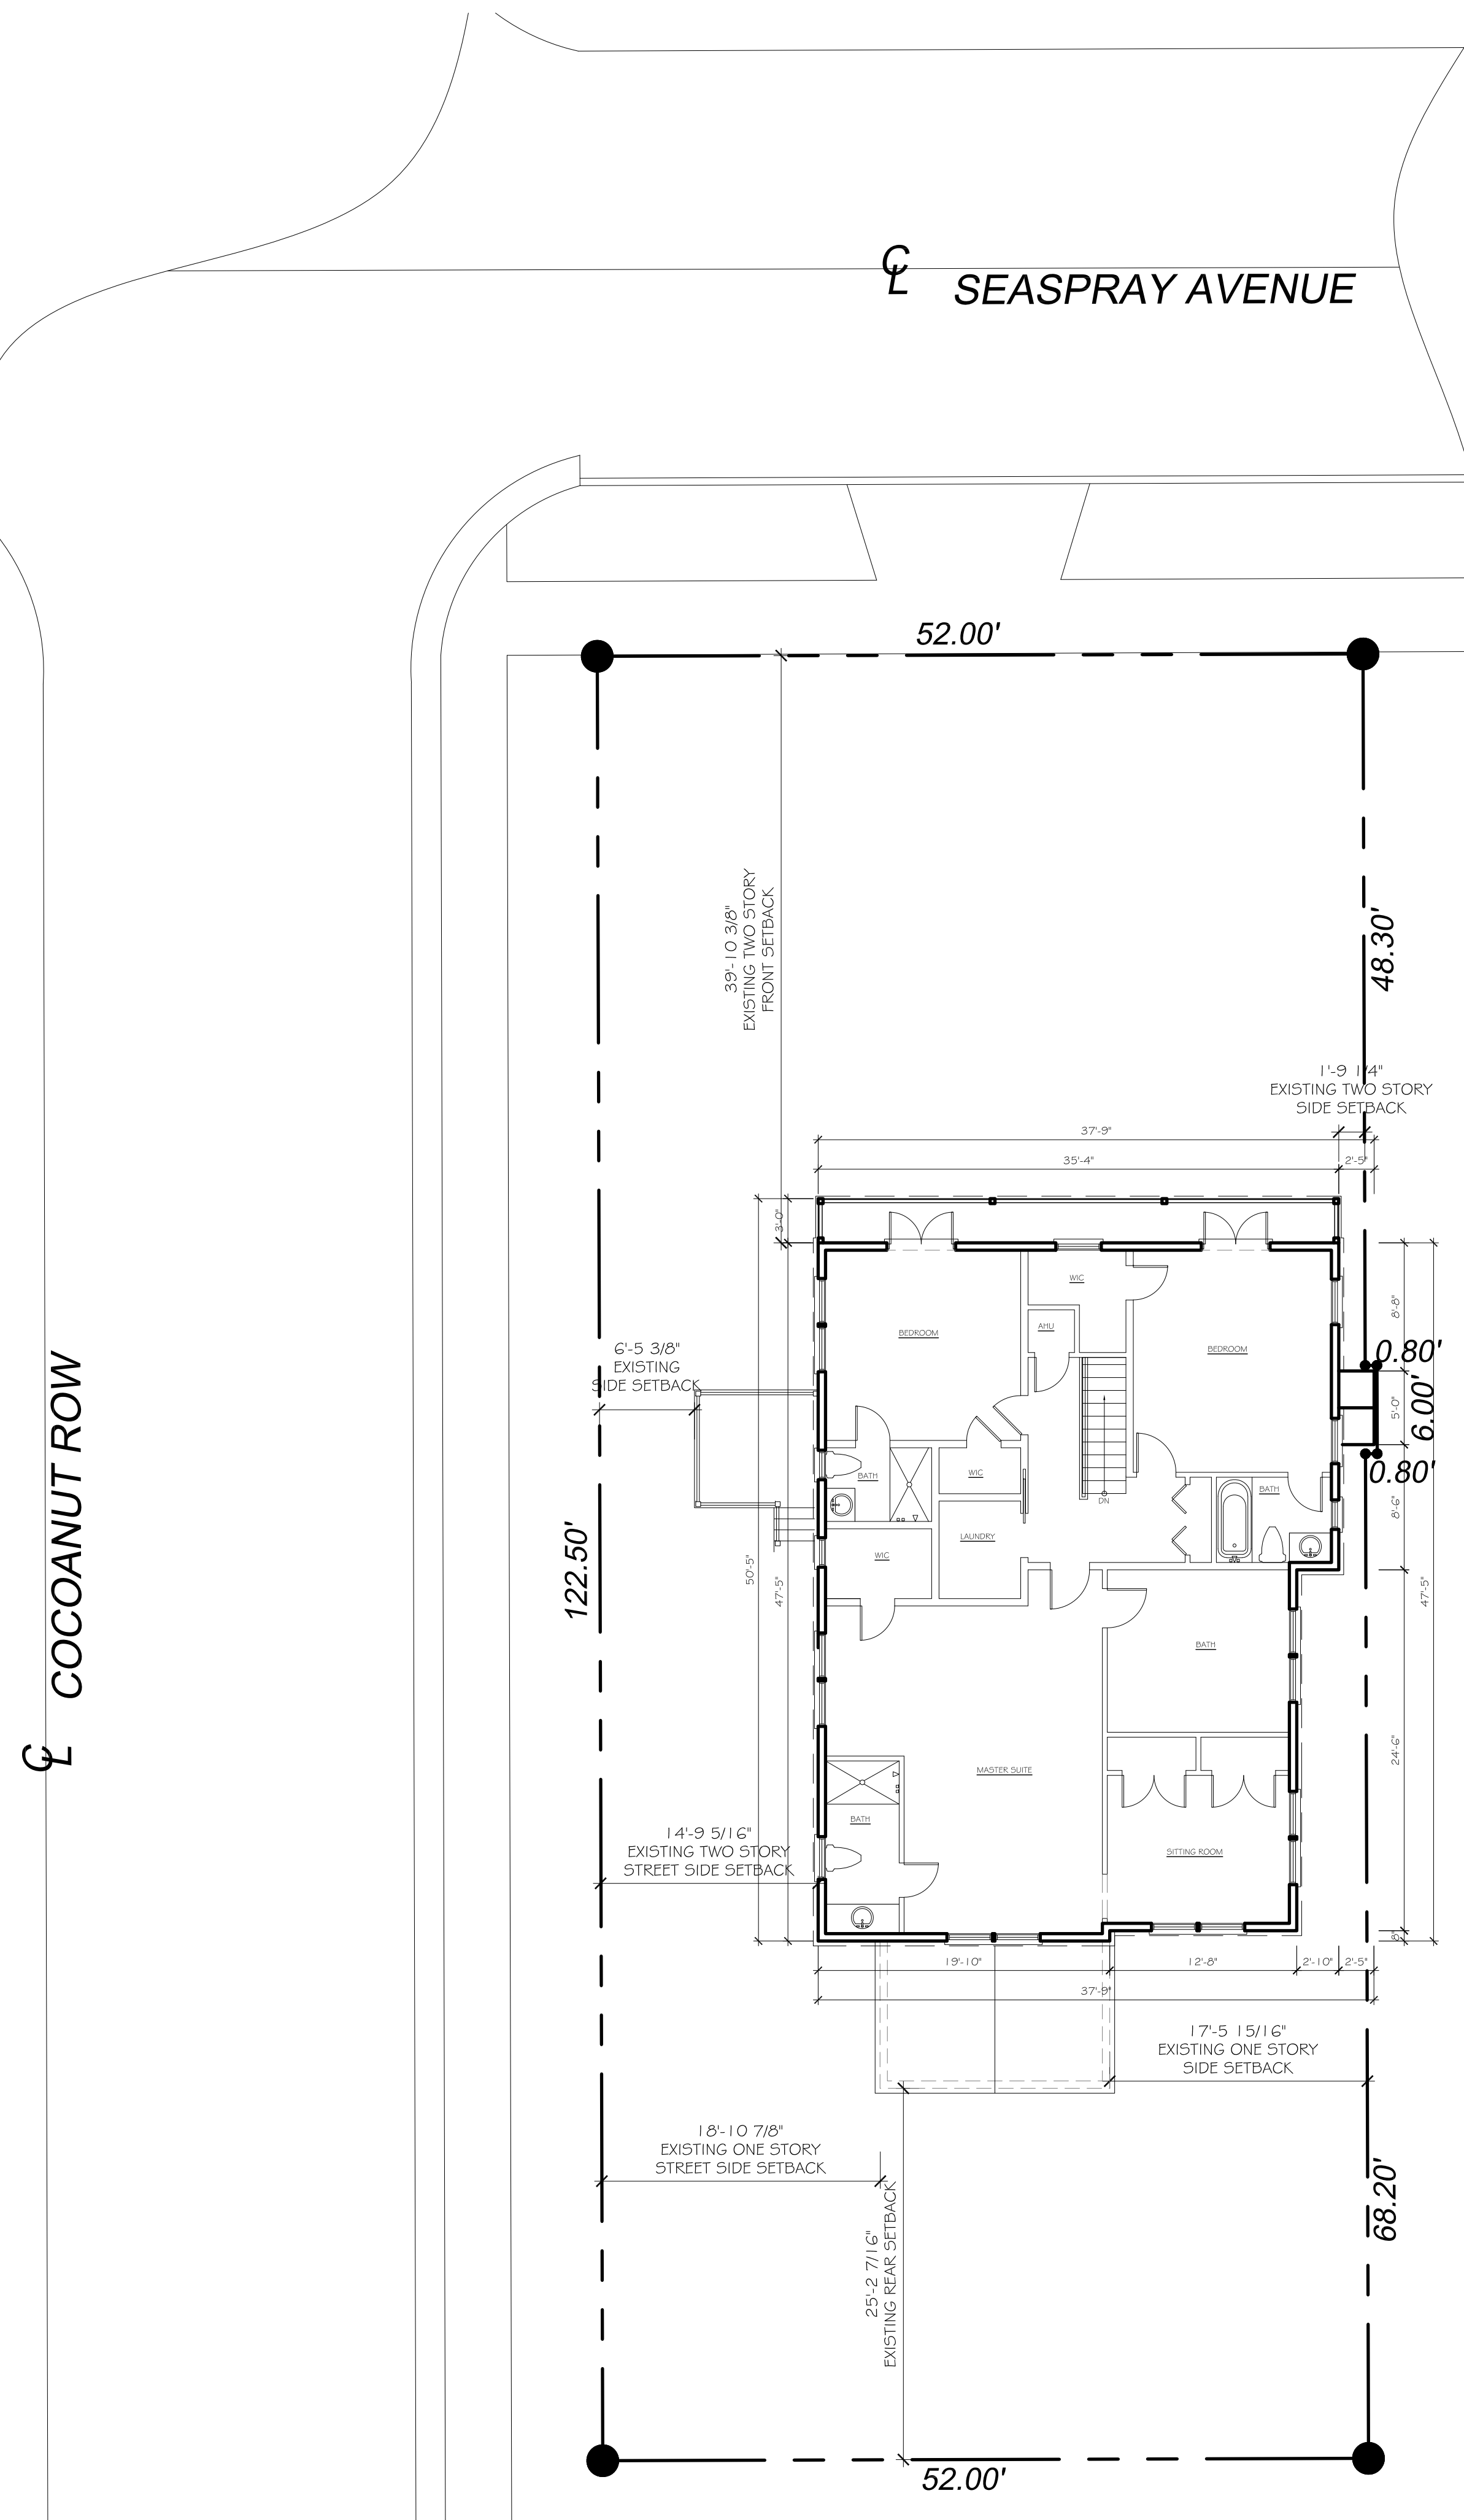 ℄ SEASPRAY AVENUE
52.00'
39'-10 3/8"
EXISTING TWO STORY
FRONT SETBACK
48.30'
1'-9 1/4"
EXISTING TWO STORY
SIDE SETBACK
37'-9"
35'-4"
2'-5"
3'-0"
WIC
AHU
BEDROOM
BEDROOM
8'-8"
0.80'
5'-0"
6.00'
0.80'
8'-6"
6'-5 3/8"
EXISTING
SIDE SETBACK
BATH
WIC
BATH
DN
LAUNDRY
WIC
℄ COCOANUT ROW
122.50'
50'-5"
47'-5"
47'-5"
BATH
24'-6"
MASTER SUITE
BATH
SITTING ROOM
14'-9 5/16"
EXISTING TWO STORY
STREET SIDE SETBACK
8"
19'-10"
12'-8"
2'-10"
2'-5"
37'-9"
17'-5 15/16"
EXISTING ONE STORY
SIDE SETBACK
18'-10 7/8"
EXISTING ONE STORY
STREET SIDE SETBACK
25'-2 7/16"
EXISTING REAR SETBACK
68.20'
52.00'